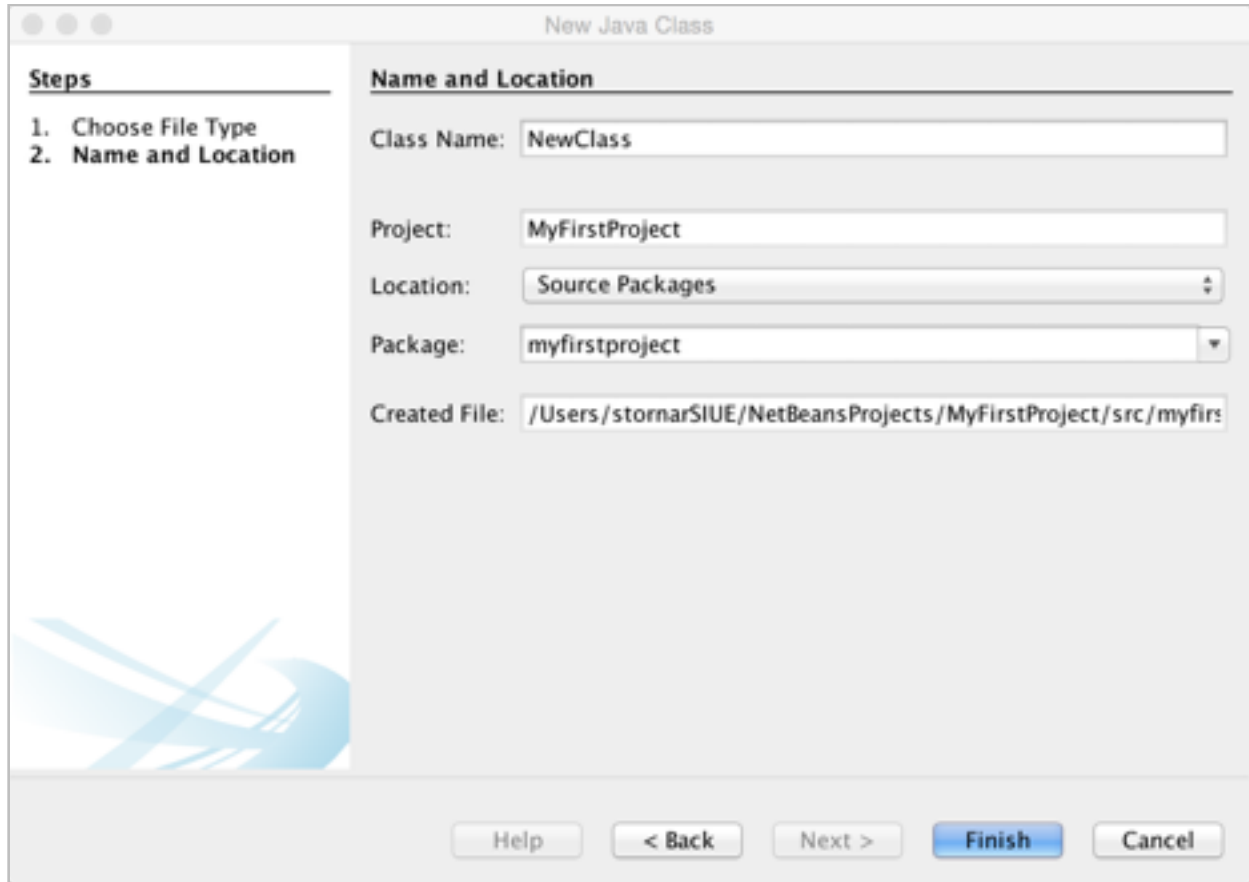 New Java Class
Steps
1. Choose File Type
2. Name and Location
Name and Location
Class Name: NewClass
Project: MyFirstProject
Location: Source Packages
Package: myfirstproject
Created File: /Users/stornarSIUE/NetBeansProjects/MyFirstProject/src/myfirs
Help < Back Next > Finish Cancel